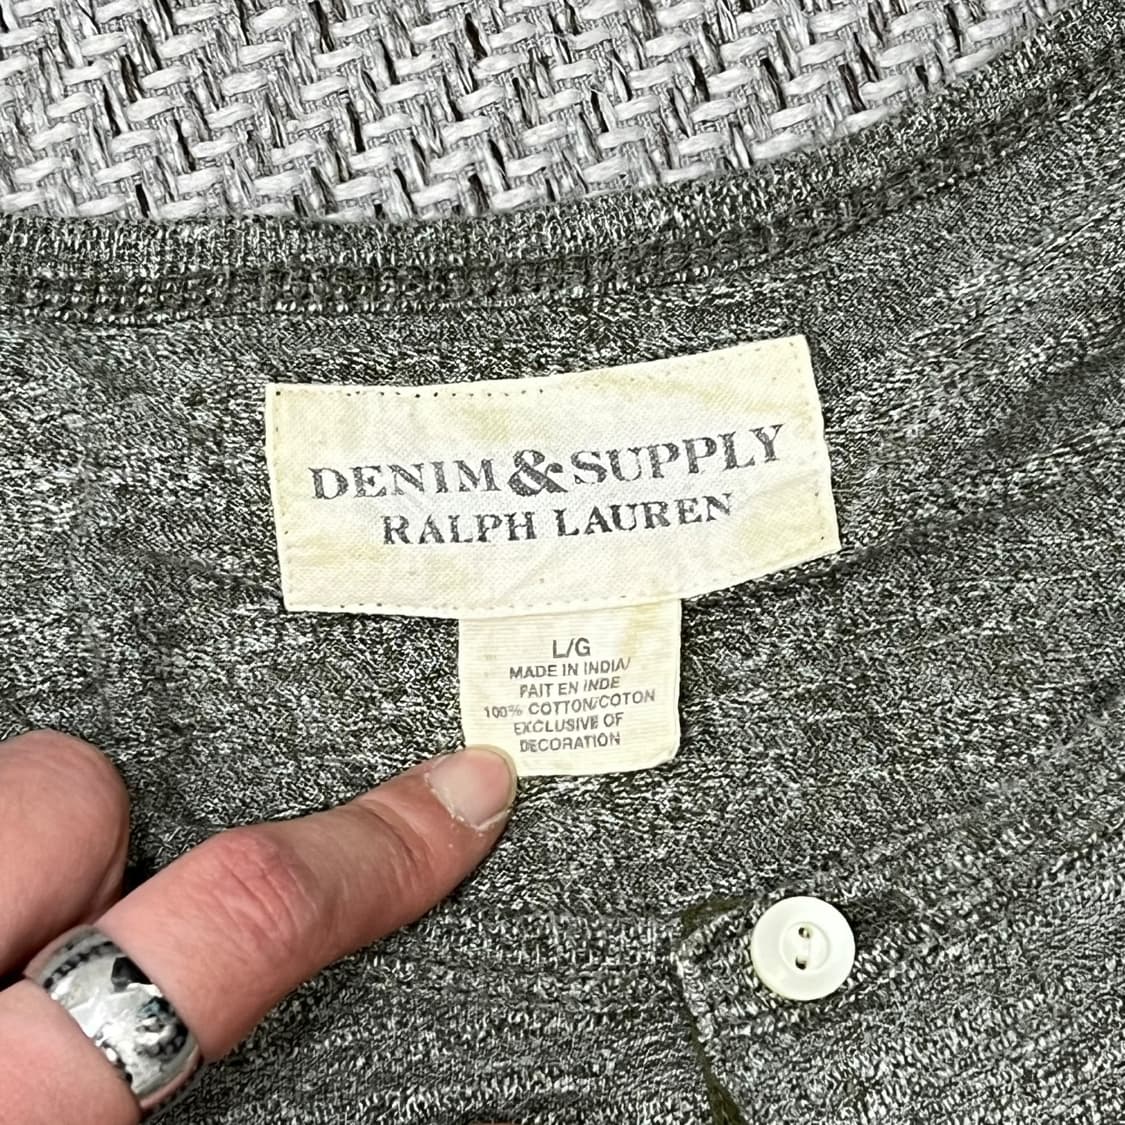 DENIM & SUPPLY
RALPH LAUREN
L/G
MADE IN INDIA/
FAIT EN INDE
100% COTTON/COTON
EXCLUSIVE OF
DECORATION